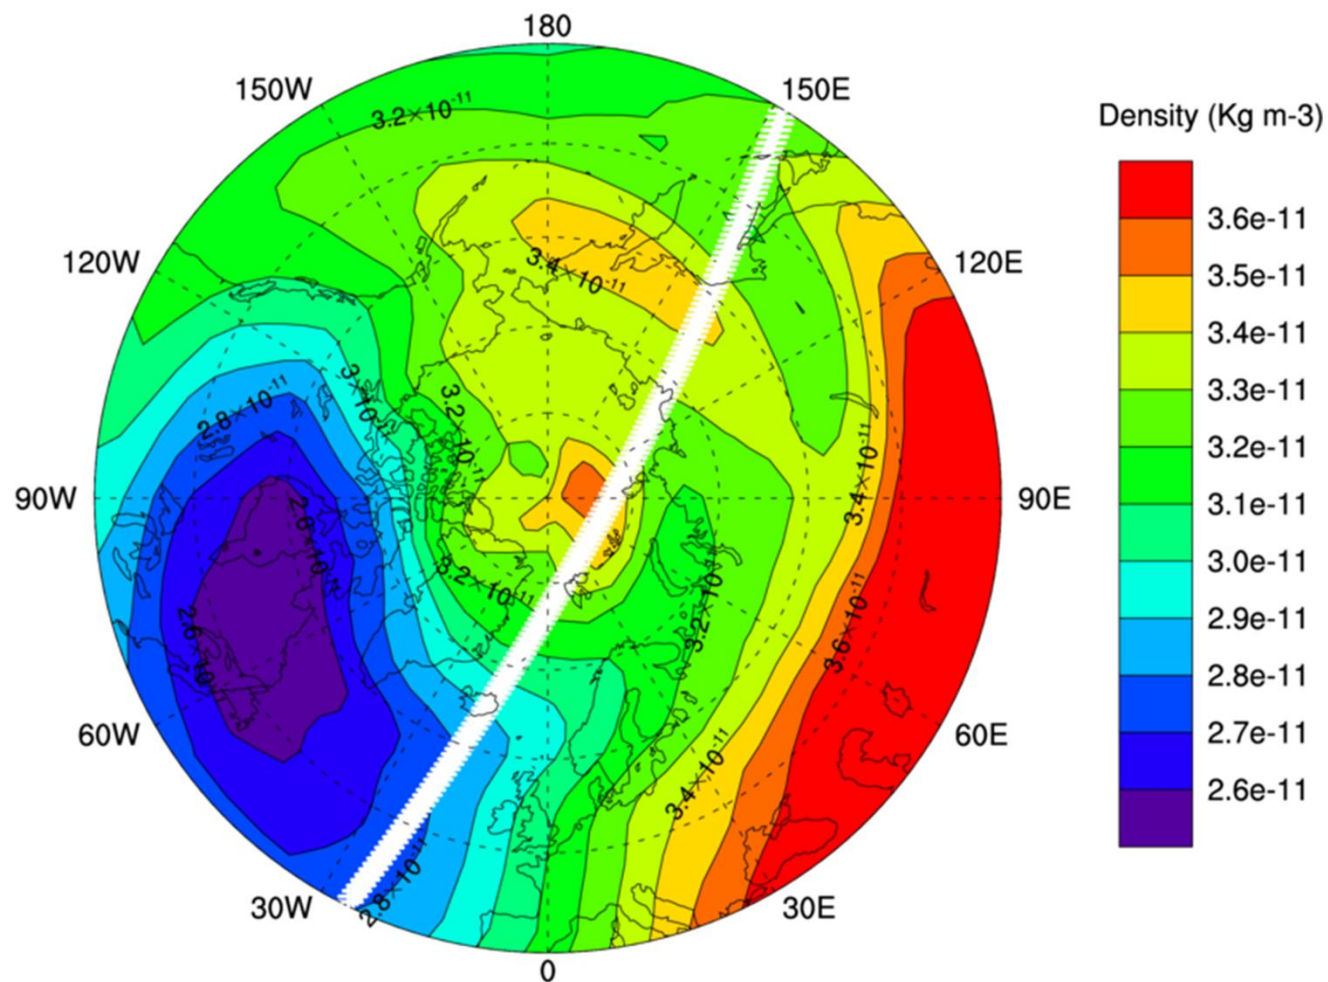 180
150W
150E
3.2×10⁻¹¹
Density (Kg m-3)
120W
120E
3.4×10⁻¹¹
3.6e-11
3.5e-11
3.4e-11
3.3e-11
3.2e-11
3.1e-11
3.0e-11
2.9e-11
2.8e-11
2.7e-11
2.6e-11
2.8×10⁻¹¹
3×10⁻¹¹
3.2×10⁻¹¹
3.4×10⁻¹¹
90W
90E
2.6×10⁻¹¹
3.2×10⁻¹¹
3.2×10⁻¹¹
3.6×10⁻¹¹
2.6×10⁻¹¹
60W
60E
3.4×10⁻¹¹
2.8×10⁻¹¹
30W
30E
0